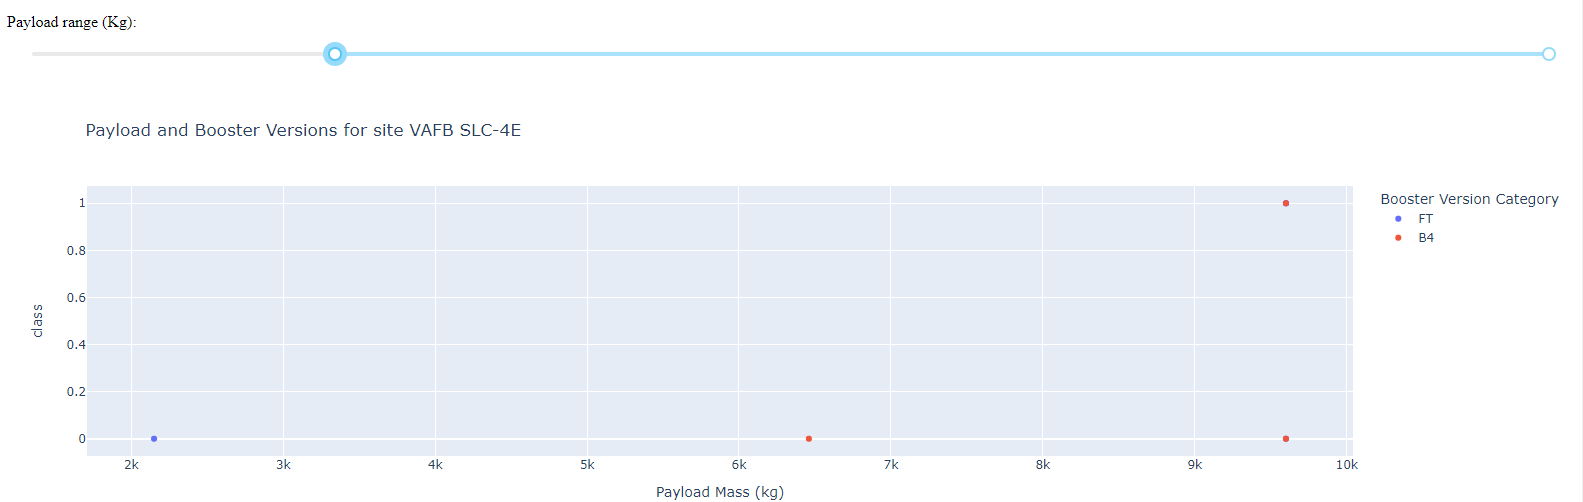 Payload range (Kg):
Payload and Booster Versions for site VAFB SLC-4E
Booster Version Category
FT
B4
1
0.8
0.6
0.4
0.2
0
class
2k 3k 4k 5k 6k 7k 8k 9k 10k
Payload Mass (kg)